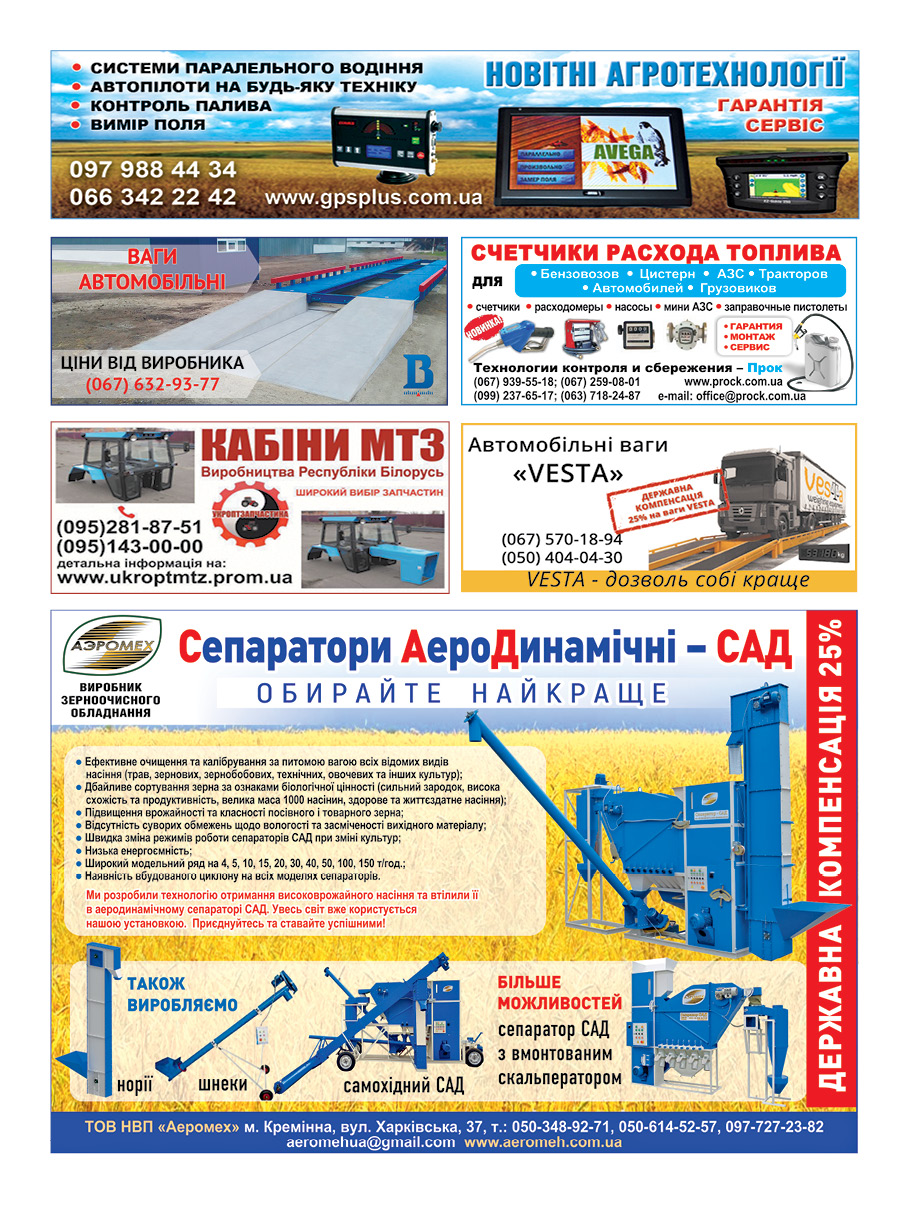 • СИСТЕМИ ПАРАЛЕЛЬНОГО ВОДІННЯ
• АВТОПІЛОТИ НА БУДЬ-ЯКУ ТЕХНІКУ
• КОНТРОЛЬ ПАЛИВА
• ВИМІР ПОЛЯ
НОВІТНІ АГРОТЕХНОЛОГІЇ
ГАРАНТІЯ
СЕРВІС
ПАРАЛЛЕЛЬНО
ПРОИЗВОЛЬНО
ЗАМЕР ПОЛЯ
AVEGA
097 988 44 34
066 342 22 42
www.gpsplus.com.ua
ВАГИ
АВТОМОБІЛЬНІ
ЦІНИ ВІД ВИРОБНИКА
(067) 632-93-77
СЧЕТЧИКИ РАСХОДА ТОПЛИВА
для
• Бензовозов • Цистерн • АЗС • Тракторов
• Автомобилей • Грузовиков
• счетчики • расходомеры • насосы • мини АЗС • заправочные пистолеты
НОВИНКА!
• ГАРАНТИЯ
• МОНТАЖ
• СЕРВИС
Технологии контроля и сбережения – Прок
(067) 939-55-18; (067) 259-08-01 www.prock.com.ua
(099) 237-65-17; (063) 718-24-87 e-mail: office@prock.com.ua
КАБІНИ МТЗ
Виробництва Республіки Білорусь
ШИРОКИЙ ВИБІР ЗАПЧАСТИН
УКРОПТЗАПЧАСТИНА
(095)281-87-51
(095)143-00-00
детальна інформація на:
www.ukroptmtz.prom.ua
Автомобільні ваги
«VESTA»
ДЕРЖАВНА
КОМПЕНСАЦІЯ
25% на ваги VESTA
(067) 570-18-94
(050) 404-04-30
VESTA - дозволь собі краще
АЭРОМЕХ
ВИРОБНИК
ЗЕРНООЧИСНОГО
ОБЛАДНАННЯ
Сепаратори АероДинамічні – САД
ОБИРАЙТЕ НАЙКРАЩЕ
ДЕРЖАВНА КОМПЕНСАЦІЯ 25%
• Ефективне очищення та калібрування за питомою вагою всіх відомих видів
насіння (трав, зернових, зернобобових, технічних, овочевих та інших культур);
• Дбайливе сортування зерна за ознаками біологічної цінності (сильний зародок, висока
схожість та продуктивність, велика маса 1000 насінин, здорове та життєздатне насіння);
• Підвищення врожайності та класності посівного і товарного зерна;
• Відсутність суворих обмежень щодо вологості та засміченості вихідного матеріалу;
• Швидка зміна режимів роботи сепараторів САД при зміні культур;
• Низька енергоємність;
• Широкий модельний ряд на 4, 5, 10, 15, 20, 30, 40, 50, 100, 150 т/год.;
• Наявність вбудованого циклону на всіх моделях сепараторів.
Ми розробили технологію отримання високоврожайного насіння та втілили її
в аеродинамічному сепараторі САД. Увесь світ вже користується
нашою установкою. Приєднуйтесь та ставайте успішними!
ТАКОЖ
ВИРОБЛЯЄМО
норії
шнеки
самохідний САД
БІЛЬШЕ
МОЖЛИВОСТЕЙ
сепаратор САД
з вмонтованим
скальператором
ТОВ НВП «Аеромех» м. Кремінна, вул. Харківська, 37, т.: 050-348-92-71, 050-614-52-57, 097-727-23-82
aeromehua@gmail.com www.aeromeh.com.ua